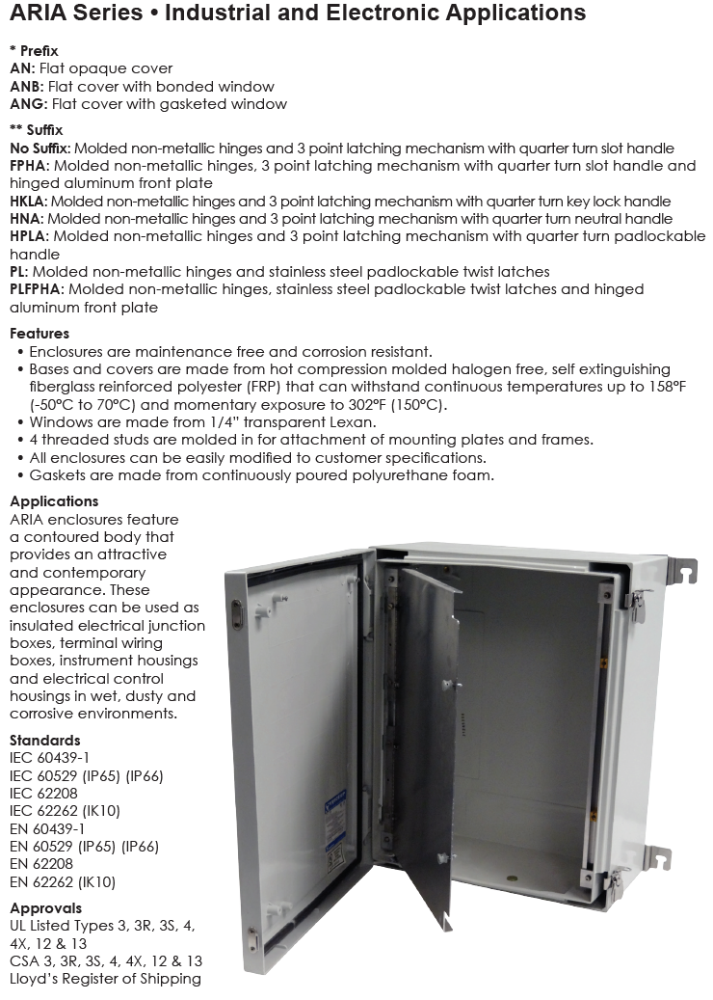 ARIA Series • Industrial and Electronic Applications
* Prefix
AN: Flat opaque cover
ANB: Flat cover with bonded window
ANG: Flat cover with gasketed window
** Suffix
No Suffix: Molded non-metallic hinges and 3 point latching mechanism with quarter turn slot handle
FPHA: Molded non-metallic hinges, 3 point latching mechanism with quarter turn slot handle and
hinged aluminum front plate
HKLA: Molded non-metallic hinges and 3 point latching mechanism with quarter turn key lock handle
HNA: Molded non-metallic hinges and 3 point latching mechanism with quarter turn neutral handle
HPLA: Molded non-metallic hinges and 3 point latching mechanism with quarter turn padlockable
handle
PL: Molded non-metallic hinges and stainless steel padlockable twist latches
PLFPHA: Molded non-metallic hinges, stainless steel padlockable twist latches and hinged
aluminum front plate
Features
• Enclosures are maintenance free and corrosion resistant.
• Bases and covers are made from hot compression molded halogen free, self extinguishing
fiberglass reinforced polyester (FRP) that can withstand continuous temperatures up to 158°F
(-50°C to 70°C) and momentary exposure to 302°F (150°C).
• Windows are made from 1/4” transparent Lexan.
• 4 threaded studs are molded in for attachment of mounting plates and frames.
• All enclosures can be easily modified to customer specifications.
• Gaskets are made from continuously poured polyurethane foam.
Applications
ARIA enclosures feature
a contoured body that
provides an attractive
and contemporary
appearance. These
enclosures can be used as
insulated electrical junction
boxes, terminal wiring
boxes, instrument housings
and electrical control
housings in wet, dusty and
corrosive environments.
Standards
IEC 60439-1
IEC 60529 (IP65) (IP66)
IEC 62208
IEC 62262 (IK10)
EN 60439-1
EN 60529 (IP65) (IP66)
EN 62208
EN 62262 (IK10)
Approvals
UL Listed Types 3, 3R, 3S, 4,
4X, 12 & 13
CSA 3, 3R, 3S, 4, 4X, 12 & 13
Lloyd’s Register of Shipping